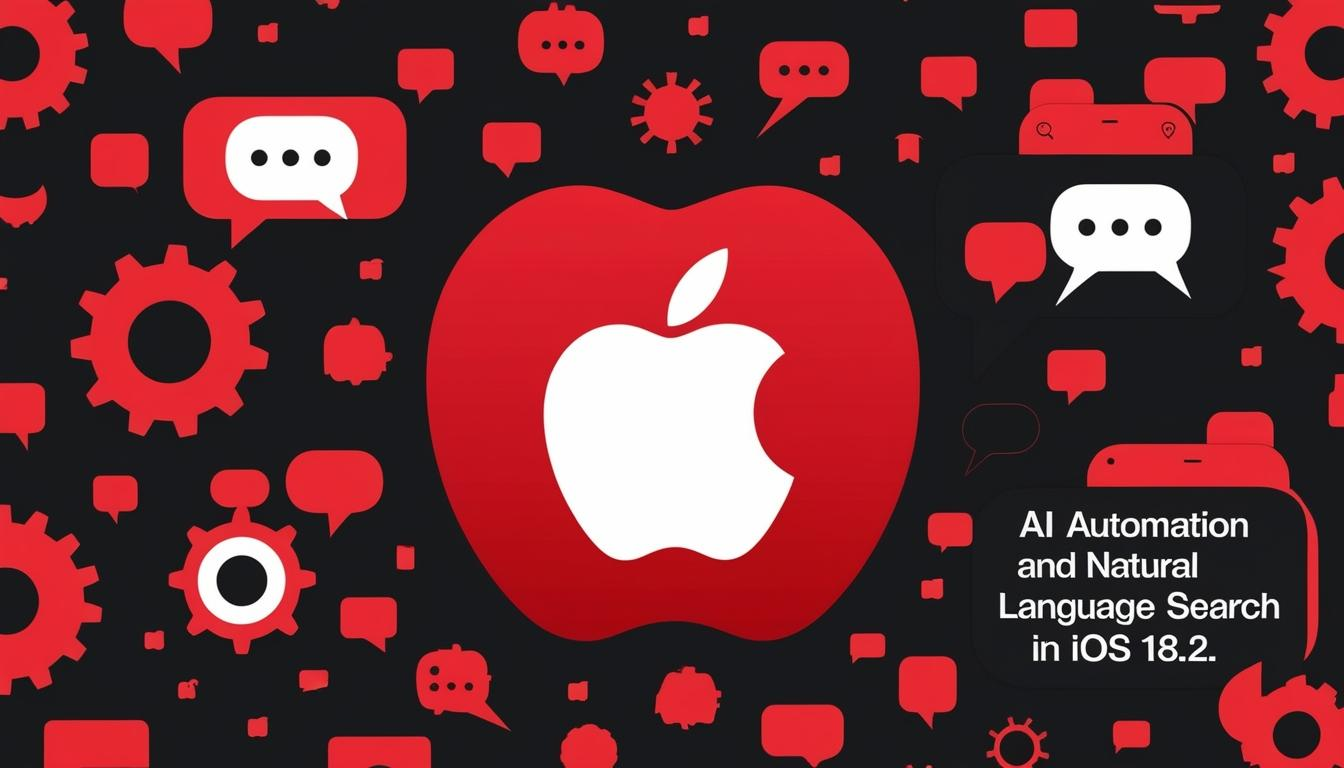 AI Automation
and Natural
Language Search
in iOS 18.2.